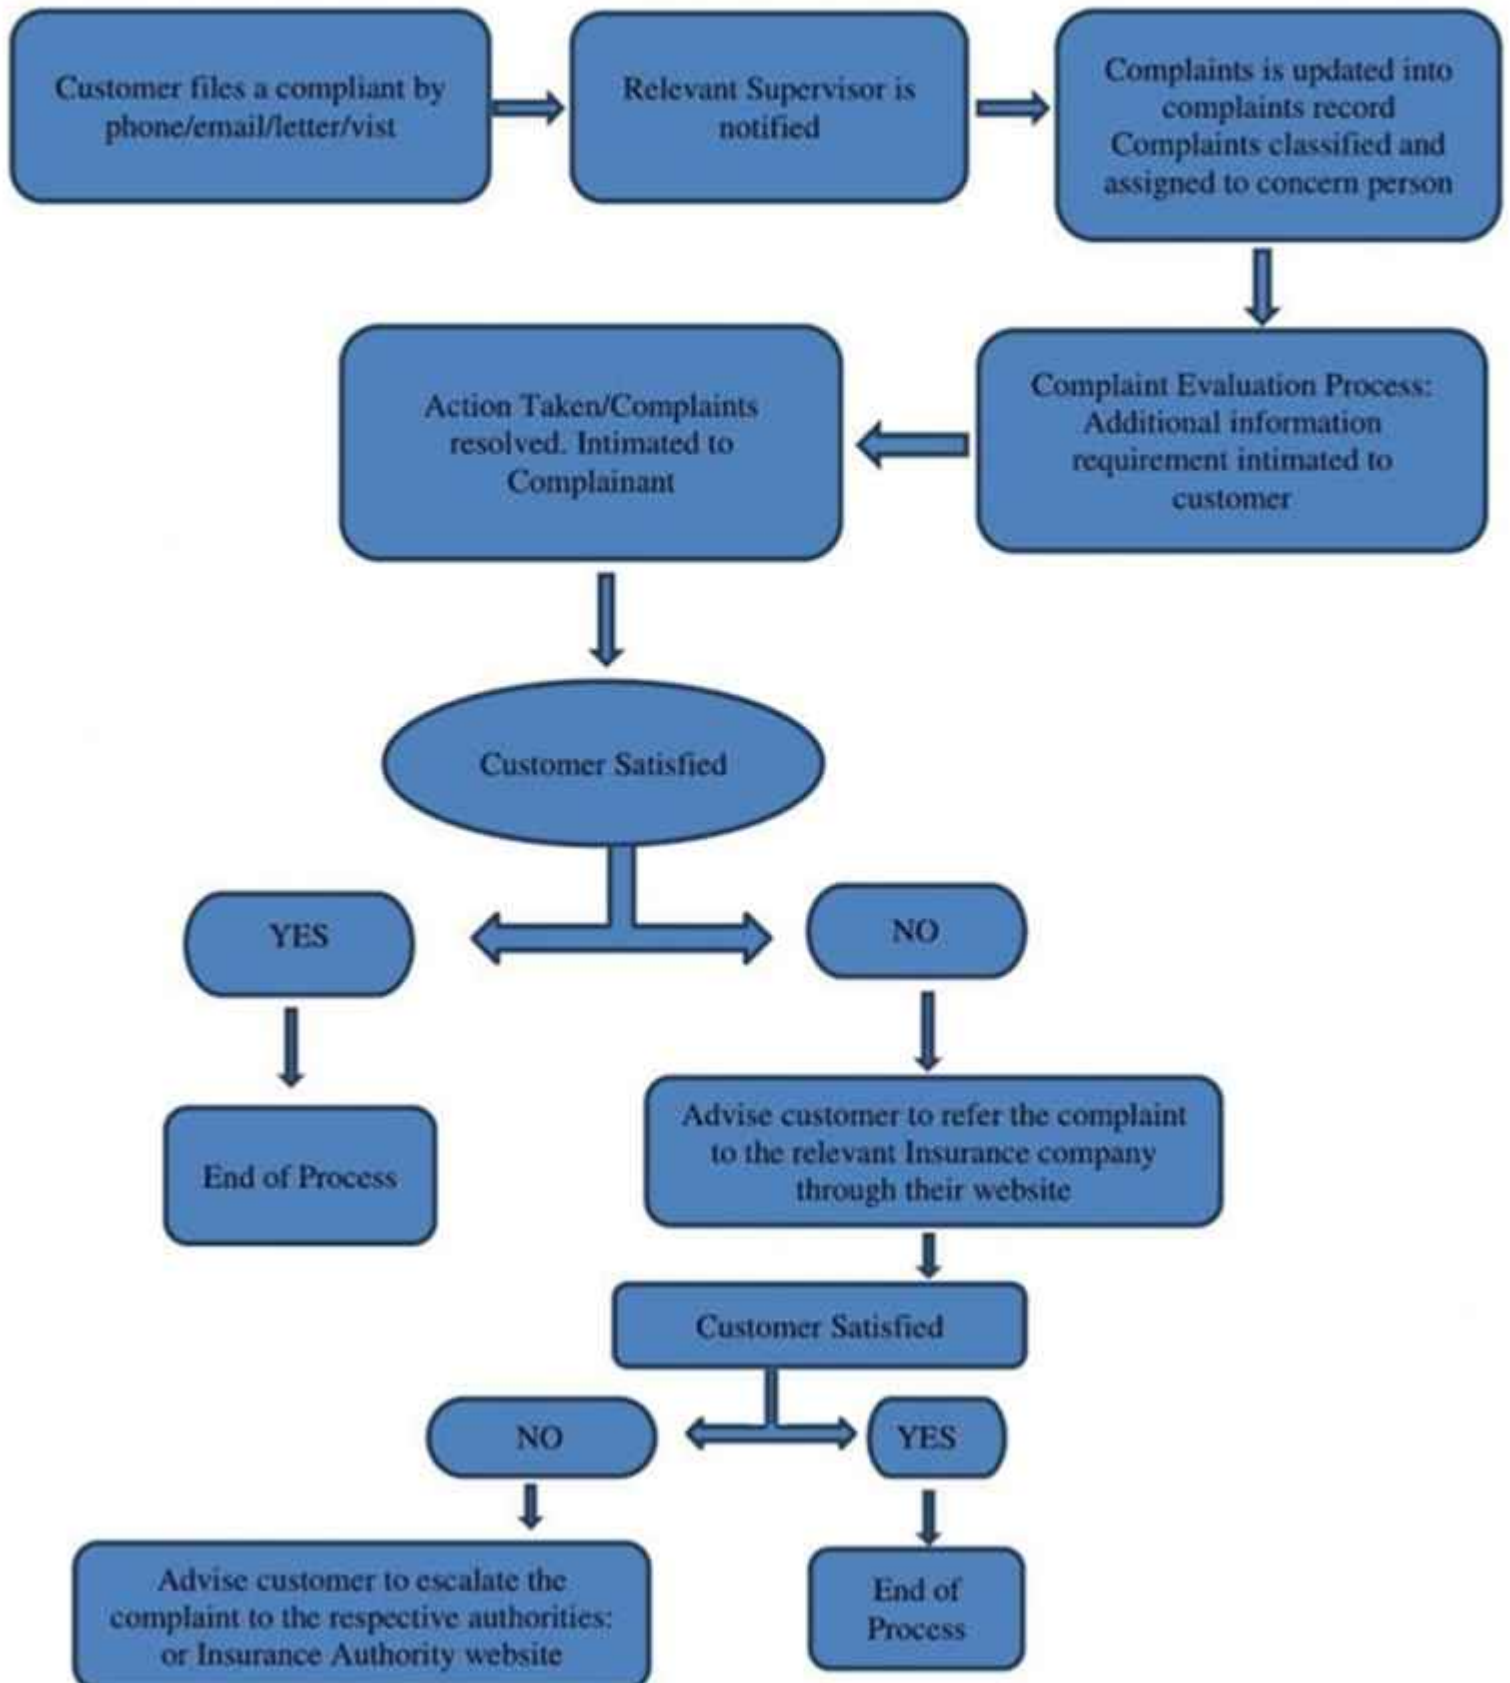 Customer files a compliant by
phone/email/letter/vist
Relevant Supervisor is
notified
Complaints is updated into
complaints record
Complaints classified and
assigned to concern person
Complaint Evaluation Process:
Additional information
requirement intimated to
customer
Action Taken/Complaints
resolved. Intimated to
Complainant
Customer Satisfied
YES
NO
End of Process
Advise customer to refer the complaint
to the relevant Insurance company
through their website
Customer Satisfied
NO
YES
Advise customer to escalate the
complaint to the respective authorities:
or Insurance Authority website
End of
Process